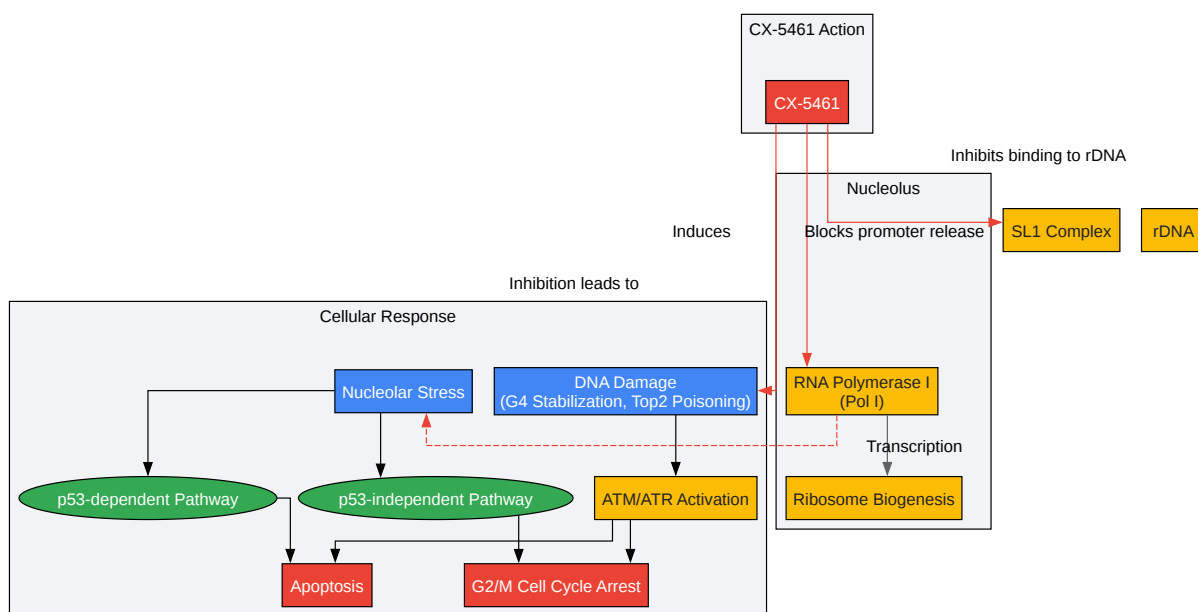 CX-5461 Action
CX-5461
Inhibits binding to rDNA
Nucleolus
Induces
Blocks promoter release
SL1 Complex
rDNA
Inhibition leads to
Cellular Response
Nucleolar Stress
DNA Damage
(G4 Stabilization, Top2 Poisoning)
RNA Polymerase I
(Pol I)
Transcription
p53-dependent Pathway
p53-independent Pathway
ATM/ATR Activation
Ribosome Biogenesis
Apoptosis
G2/M Cell Cycle Arrest